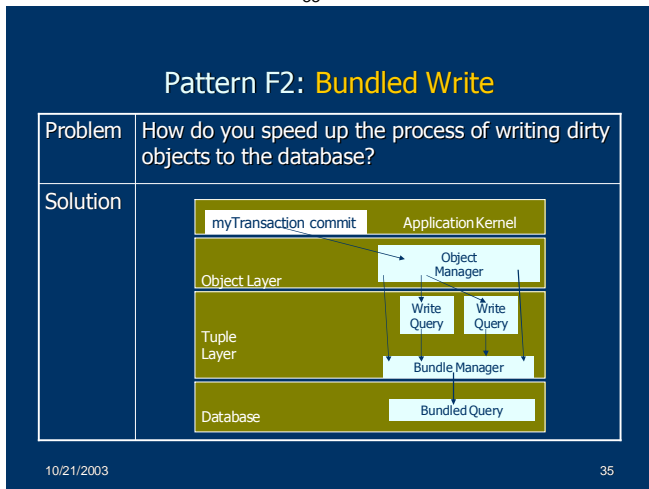 Pattern F2: Bundled Write
Problem
How do you speed up the process of writing dirty
objects to the database?
Solution
myTransaction commit
Application Kernel
Object
Manager
Object Layer
Write
Query
Write
Query
Tuple
Layer
Bundle Manager
Database
Bundled Query
10/21/2003
35